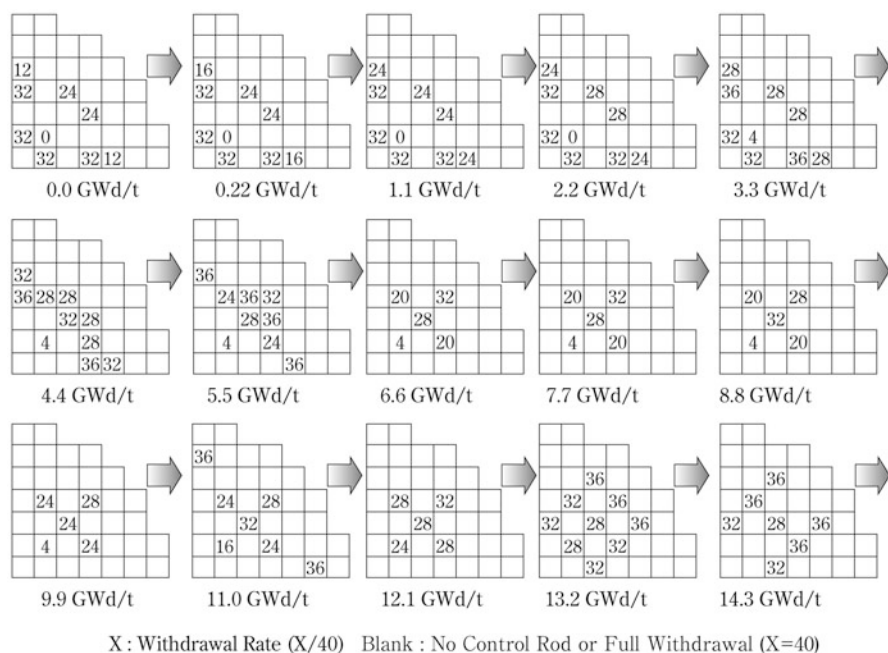 12
32 24
24
32 0
32 32 12
0.0 GWd/t
16
32 24
24
32 0
32 32 16
0.22 GWd/t
24
32 24
24
32 0
32 32 24
1.1 GWd/t
24
32 28
28
32 0
32 32 24
2.2 GWd/t
28
36 28
28
32 4
32 36 28
3.3 GWd/t
32
36 28 28
32 28
4 28
36 32
4.4 GWd/t
36
24 36 32
28 36
4 24
36
5.5 GWd/t
20 32
28
4 20
6.6 GWd/t
20 32
28
4 20
7.7 GWd/t
20 28
32
4 20
8.8 GWd/t
24 28
24
4 24
9.9 GWd/t
36
24 28
32
16 24
36
11.0 GWd/t
28 32
28
24 28
12.1 GWd/t
36
32 36
32 28 36
28 32
32
13.2 GWd/t
36
36
32 28 36
36
32
14.3 GWd/t
X : Withdrawal Rate (X/40) Blank : No Control Rod or Full Withdrawal (X=40)